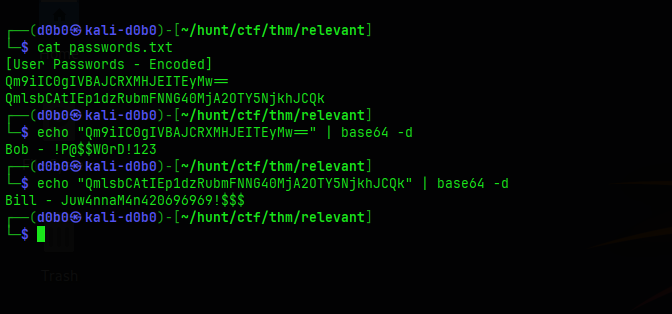 ┌──(d0b0㉿kali-d0b0)-[~/hunt/ctf/thm/relevant]
└─$ cat passwords.txt
[User Passwords - Encoded]
Qm9iIC0gIVBAJCRXMHJEITEyMw==
QmlsbCAtIEp1dzRubmFNNG40MjA2OTY5NjkhJCQk
┌──(d0b0㉿kali-d0b0)-[~/hunt/ctf/thm/relevant]
└─$ echo "Qm9iIC0gIVBAJCRXMHJEITEyMw==" | base64 -d
Bob - !P@$$W0rD!123
┌──(d0b0㉿kali-d0b0)-[~/hunt/ctf/thm/relevant]
└─$ echo "QmlsbCAtIEp1dzRubmFNNG40MjA2OTY5NjkhJCQk" | base64 -d
Bill - Juw4nnaM4n420696969!$$$
┌──(d0b0㉿kali-d0b0)-[~/hunt/ctf/thm/relevant]
└─$
Trash